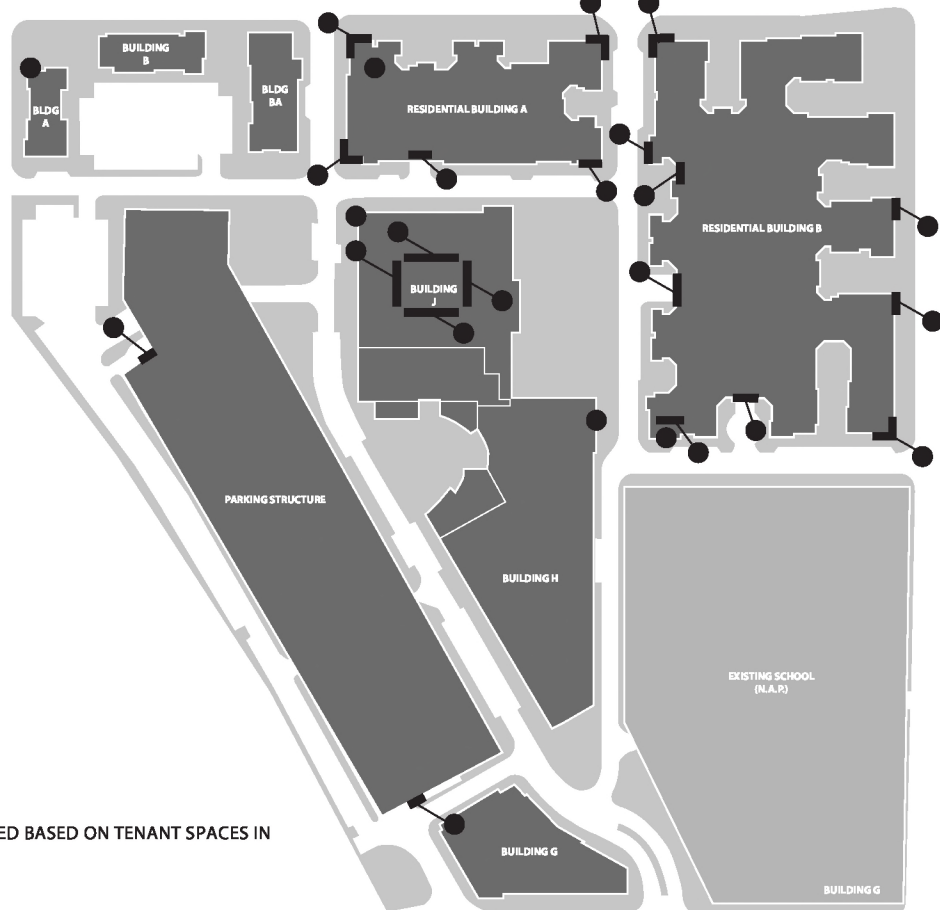 BUILDING
B
BLDG
A
BLDG
BA
RESIDENTIAL BUILDING A
RESIDENTIAL BUILDING B
BUILDING
J
PARKING STRUCTURE
BUILDING H
EXISTING SCHOOL
(N.A.P.)
ED BASED ON TENANT SPACES IN
BUILDING G
BUILDING G